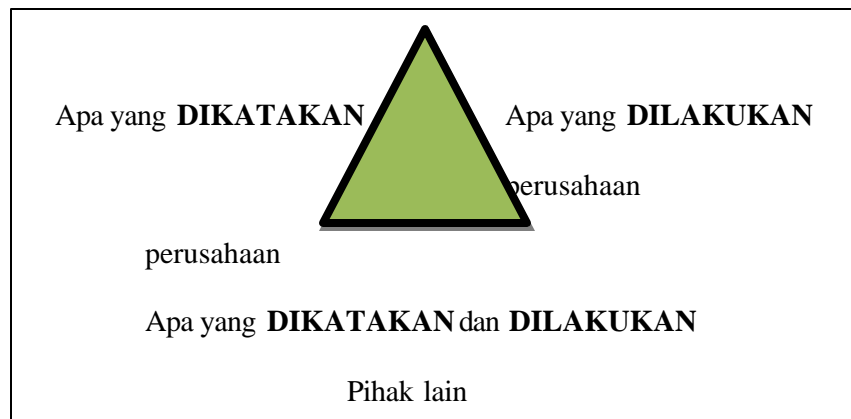 Apa yang DIKATAKAN Apa yang DILAKUKAN
perusahaan
perusahaan
Apa yang DIKATAKAN dan DILAKUKAN
Pihak lain